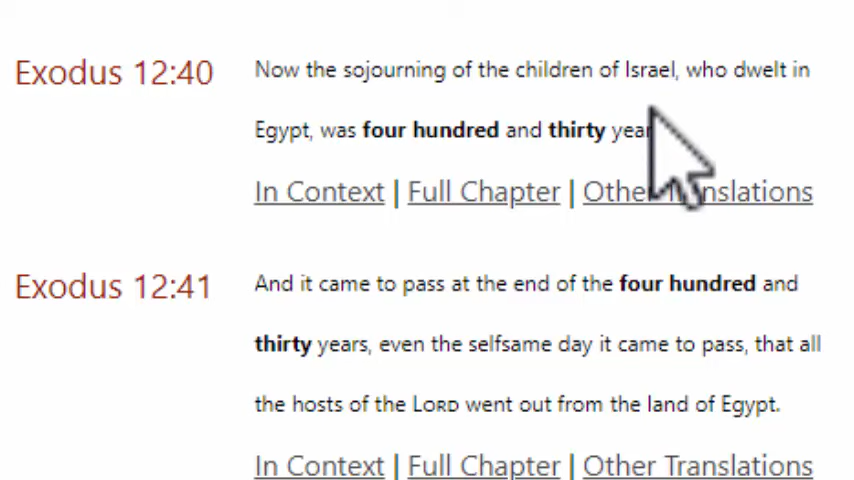 Exodus 12:40
Now the sojourning of the children of Israel, who dwelt in
Egypt, was four hundred and thirty
In Context | Full Chapter | Other Translations
Exodus 12:41
And it came to pass at the end of the four hundred and
thirty years, even the selfsame day it came to pass, that all
the hosts of the LORD went out from the land of Egypt.
In Context | Full Chapter | Other Translations